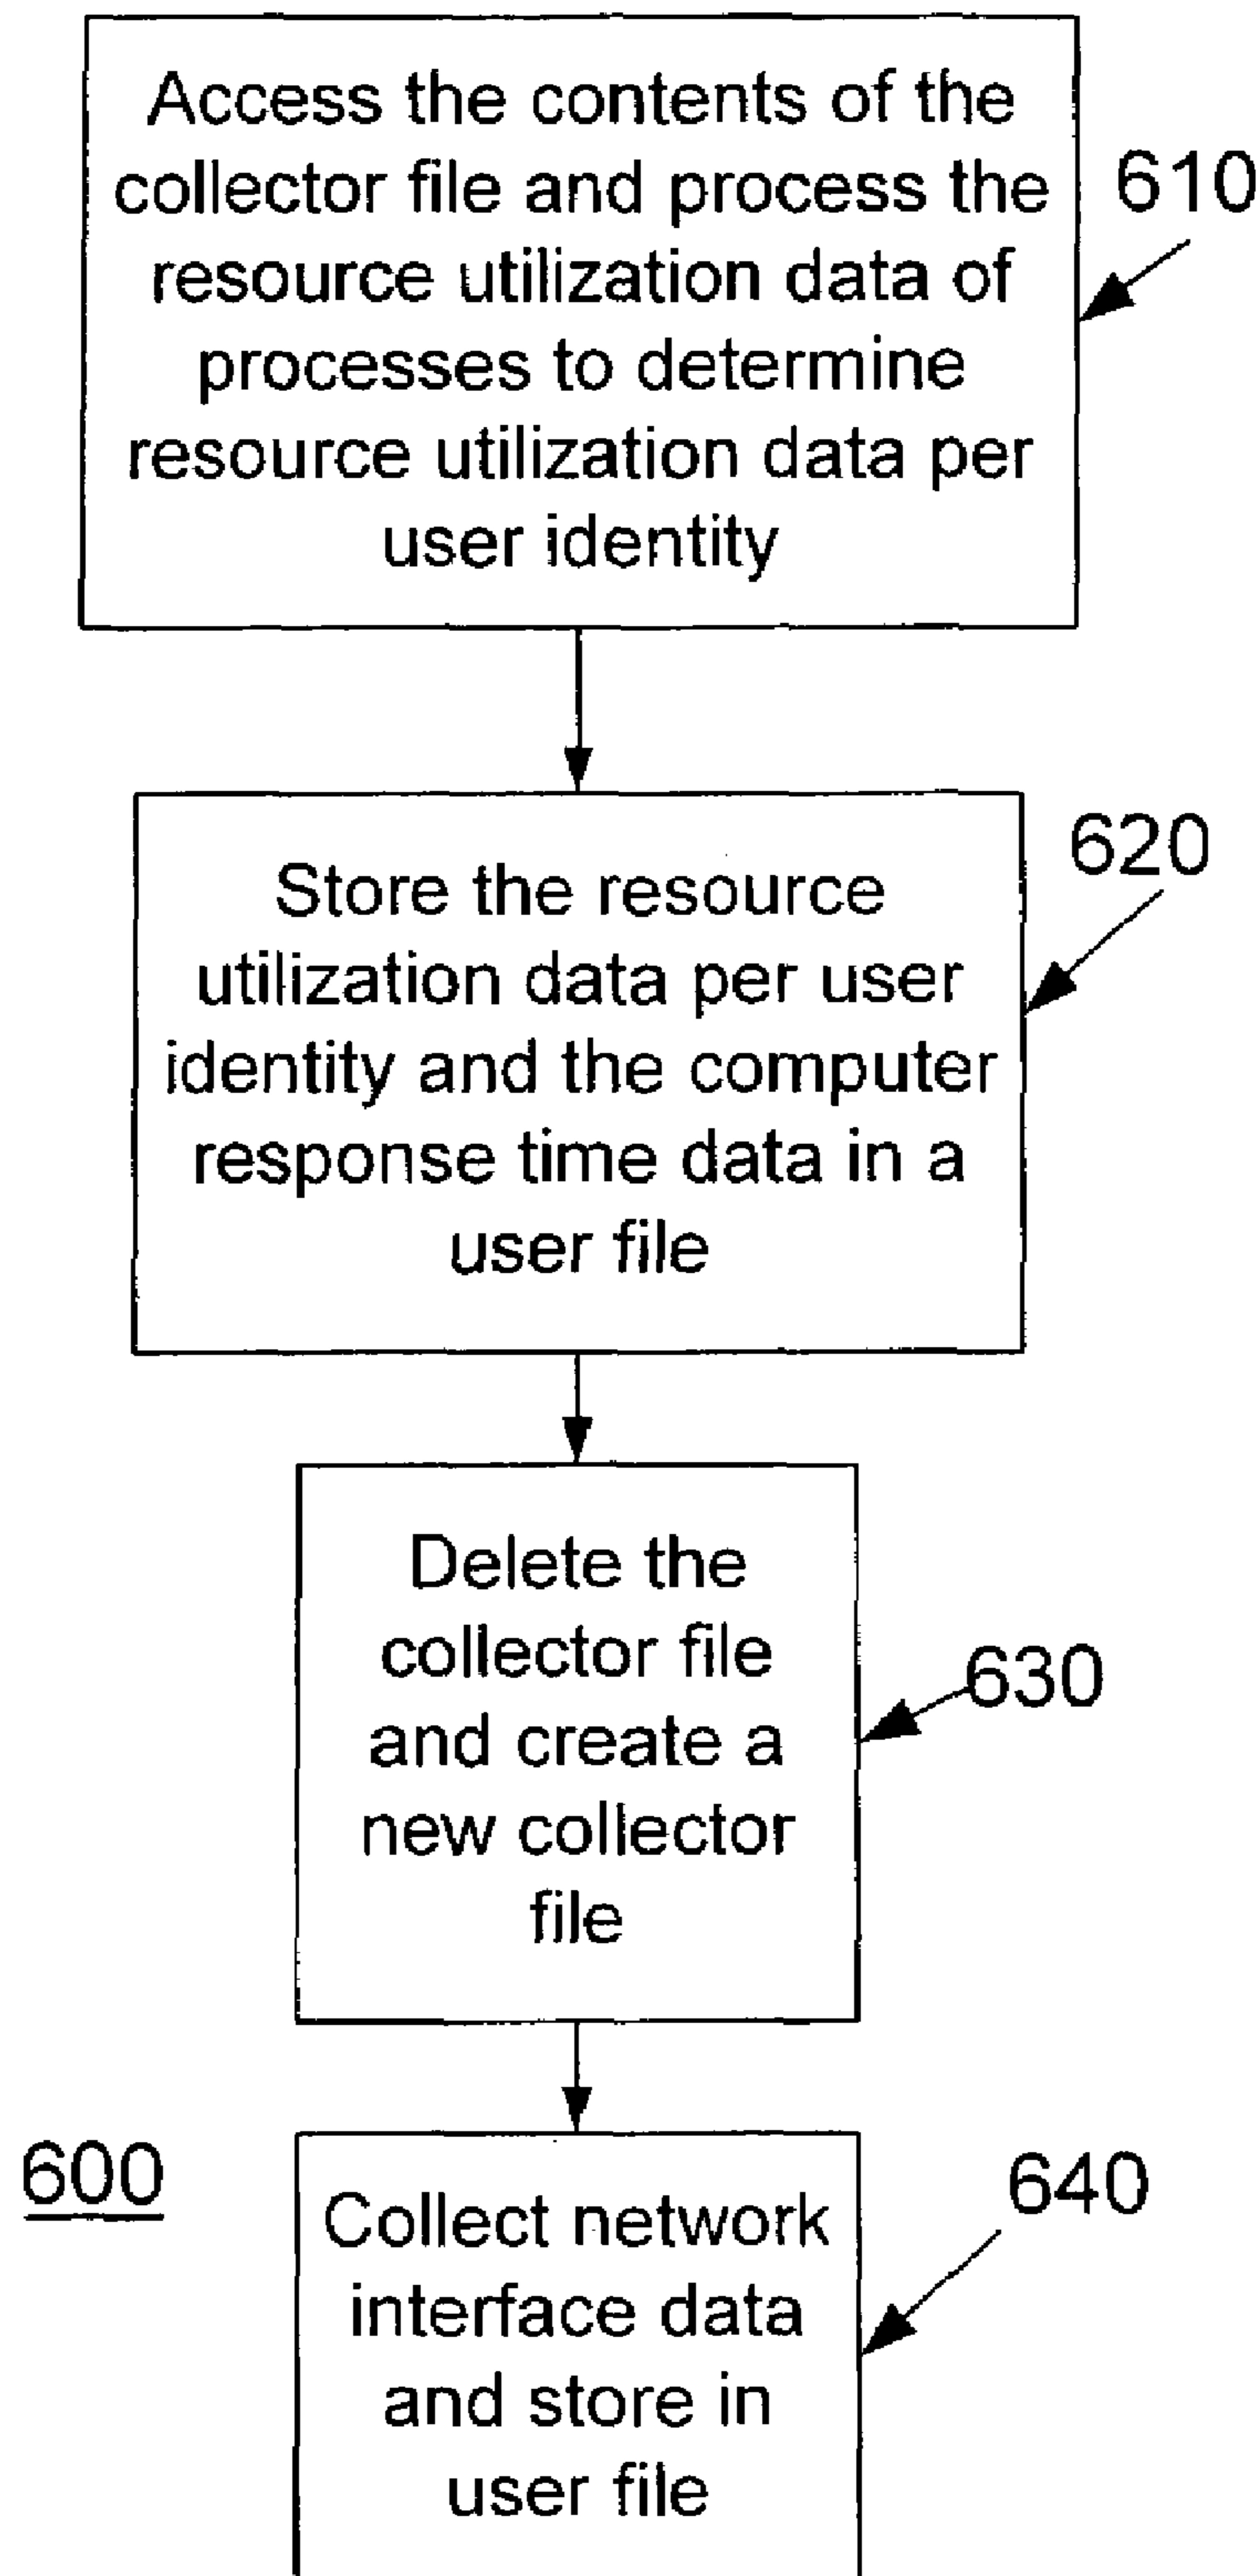 Access the contents of the
collector file and process the
resource utilization data of
processes to determine
resource utilization data per
user identity
610
Store the resource
utilization data per user
identity and the computer
response time data in a
user file
620
Delete the
collector file
and create a
new collector
file
630
600
Collect network
interface data
and store in
user file
640